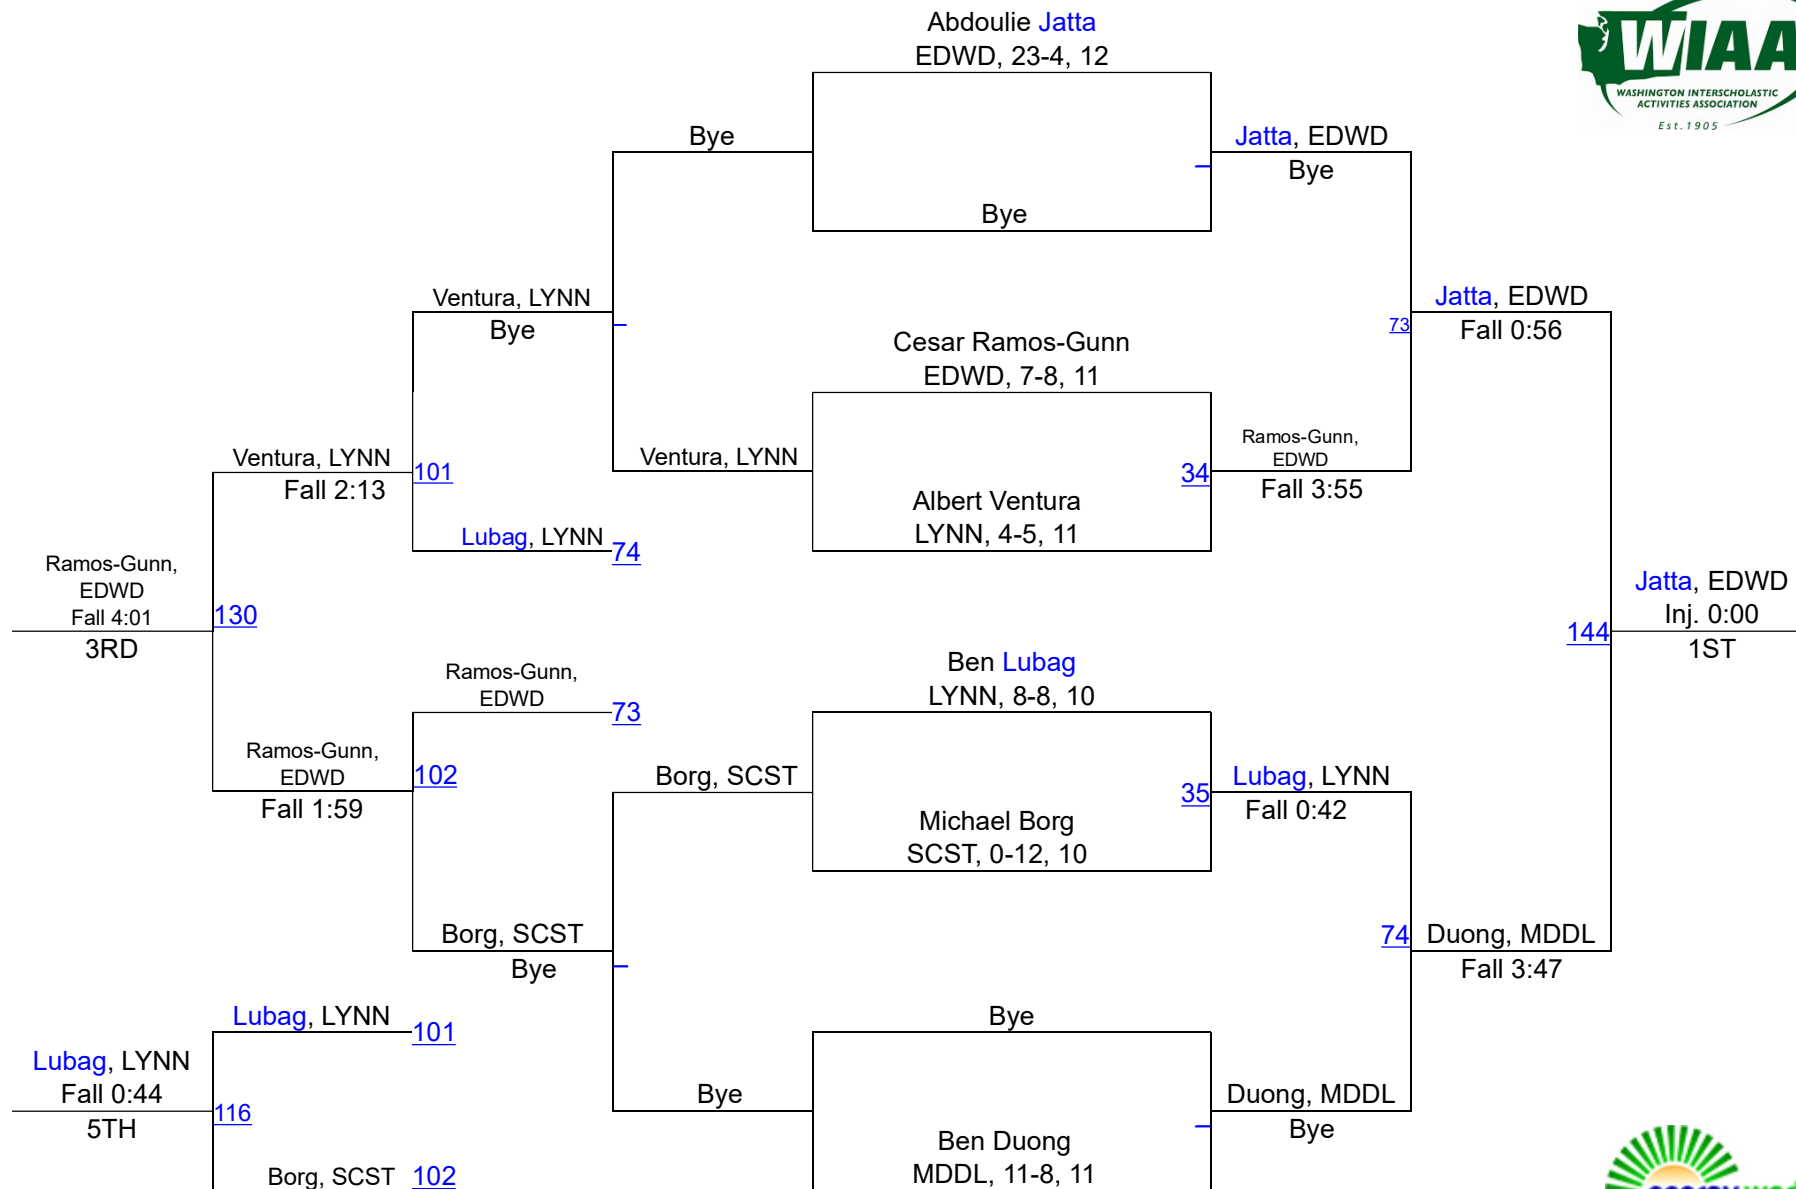 Abdoulie Jatta
EDWD, 23-4, 12
WIAA
WASHINGTON INTERSCHOLASTIC
ACTIVITIES ASSOCIATION
Est. 1905
Bye
Jatta, EDWD
Bye
Bye
Ventura, LYNN
Bye
Jatta, EDWD
73
Fall 0:56
Cesar Ramos-Gunn
EDWD, 7-8, 11
Ventura, LYNN
101
Fall 2:13
Ventura, LYNN
Ramos-Gunn,
EDWD
34
Fall 3:55
Albert Ventura
LYNN, 4-5, 11
Lubag, LYNN
74
Ramos-Gunn,
EDWD
Fall 4:01
130
3RD
Jatta, EDWD
Inj. 0:00
144
1ST
Ramos-Gunn,
EDWD
73
Ben Lubag
LYNN, 8-8, 10
Ramos-Gunn,
EDWD
102
Fall 1:59
Borg, SCST
Lubag, LYNN
35
Fall 0:42
Michael Borg
SCST, 0-12, 10
Borg, SCST
Bye
74
Duong, MDDL
Fall 3:47
Lubag, LYNN
101
Bye
Lubag, LYNN
Fall 0:44
116
5TH
Bye
Duong, MDDL
Bye
Ben Duong
MDDL, 11-8, 11
Borg, SCST
102